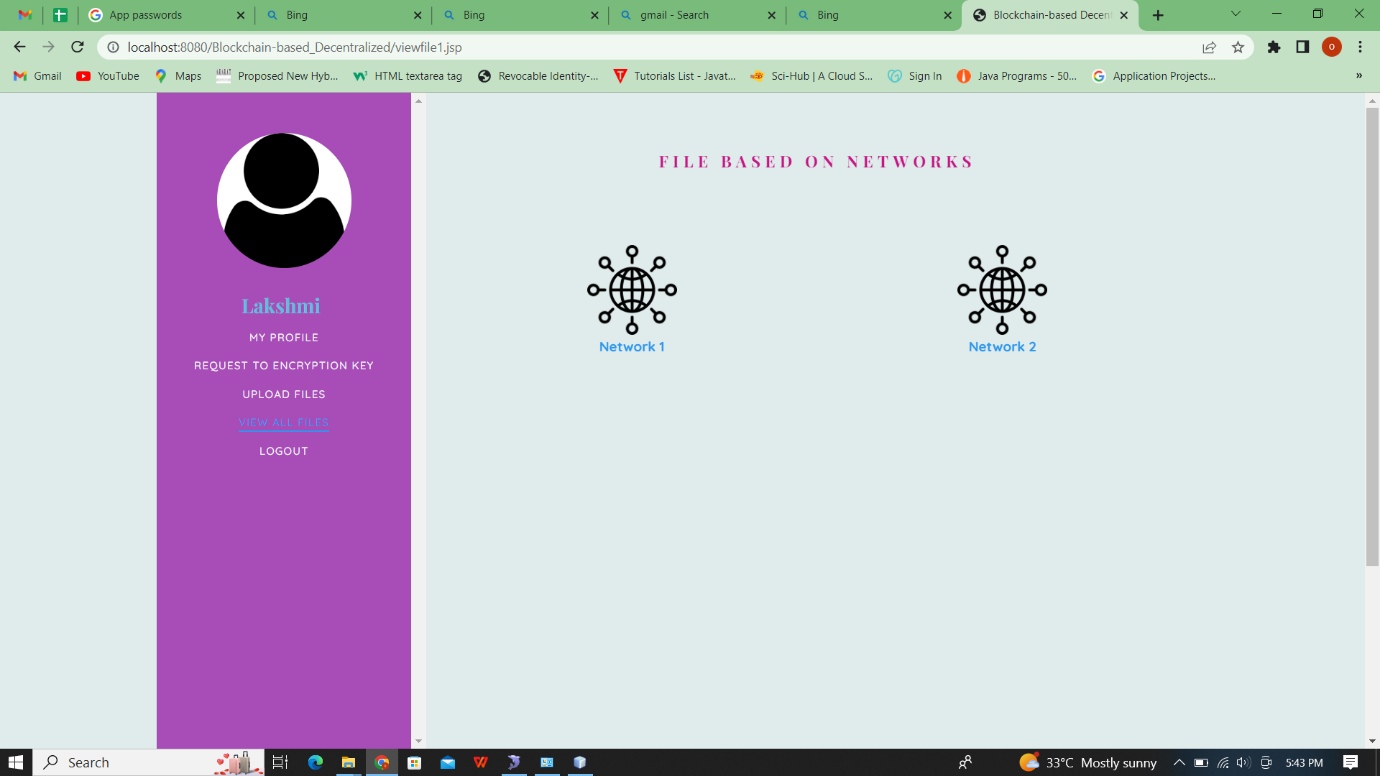 App passwords
Bing
Bing
gmail - Search
Bing
Blockchain-based Decent
localhost:8080/Blockchain-based_Decentralized/viewfile1.jsp
O
Gmail
YouTube
Maps
Proposed New Hyb...
HTML textarea tag
Revocable Identity-...
Tutorials List - Javat...
Sci-Hub | A Cloud S...
Sign In
Java Programs - 50...
Application Projects...
»
FILE BASED ON NETWORKS
Lakshmi
MY PROFILE
REQUEST TO ENCRYPTION KEY
UPLOAD FILES
VIEW ALL FILES
LOGOUT
Network 1
Network 2
Search
33°C Mostly sunny
5:43 PM